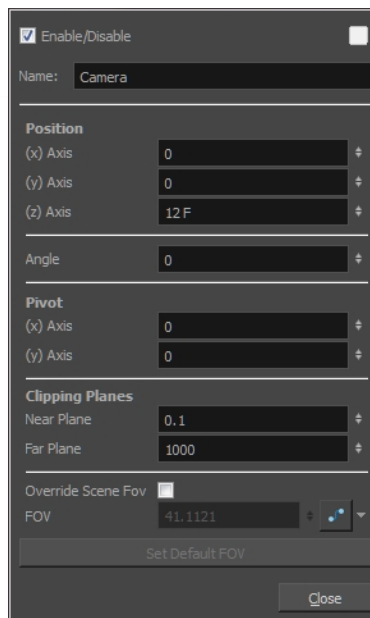 Enable/Disable
Name: Camera
Position
(x) Axis 0
(y) Axis 0
(z) Axis 12 F
Angle 0
Pivot
(x) Axis 0
(y) Axis 0
Clipping Planes
Near Plane 0.1
Far Plane 1000
Override Scene Fov
FOV 41.1121
Set Default FOV
Close